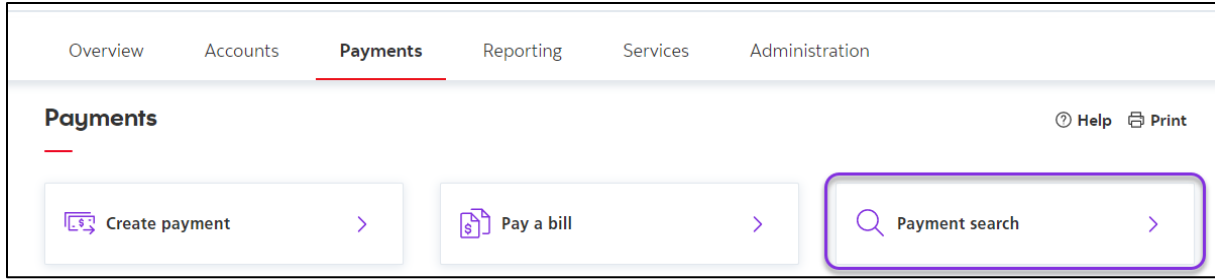 Overview Accounts Payments Reporting Services Administration
Payments
Help Print
Create payment
Pay a bill
Payment search